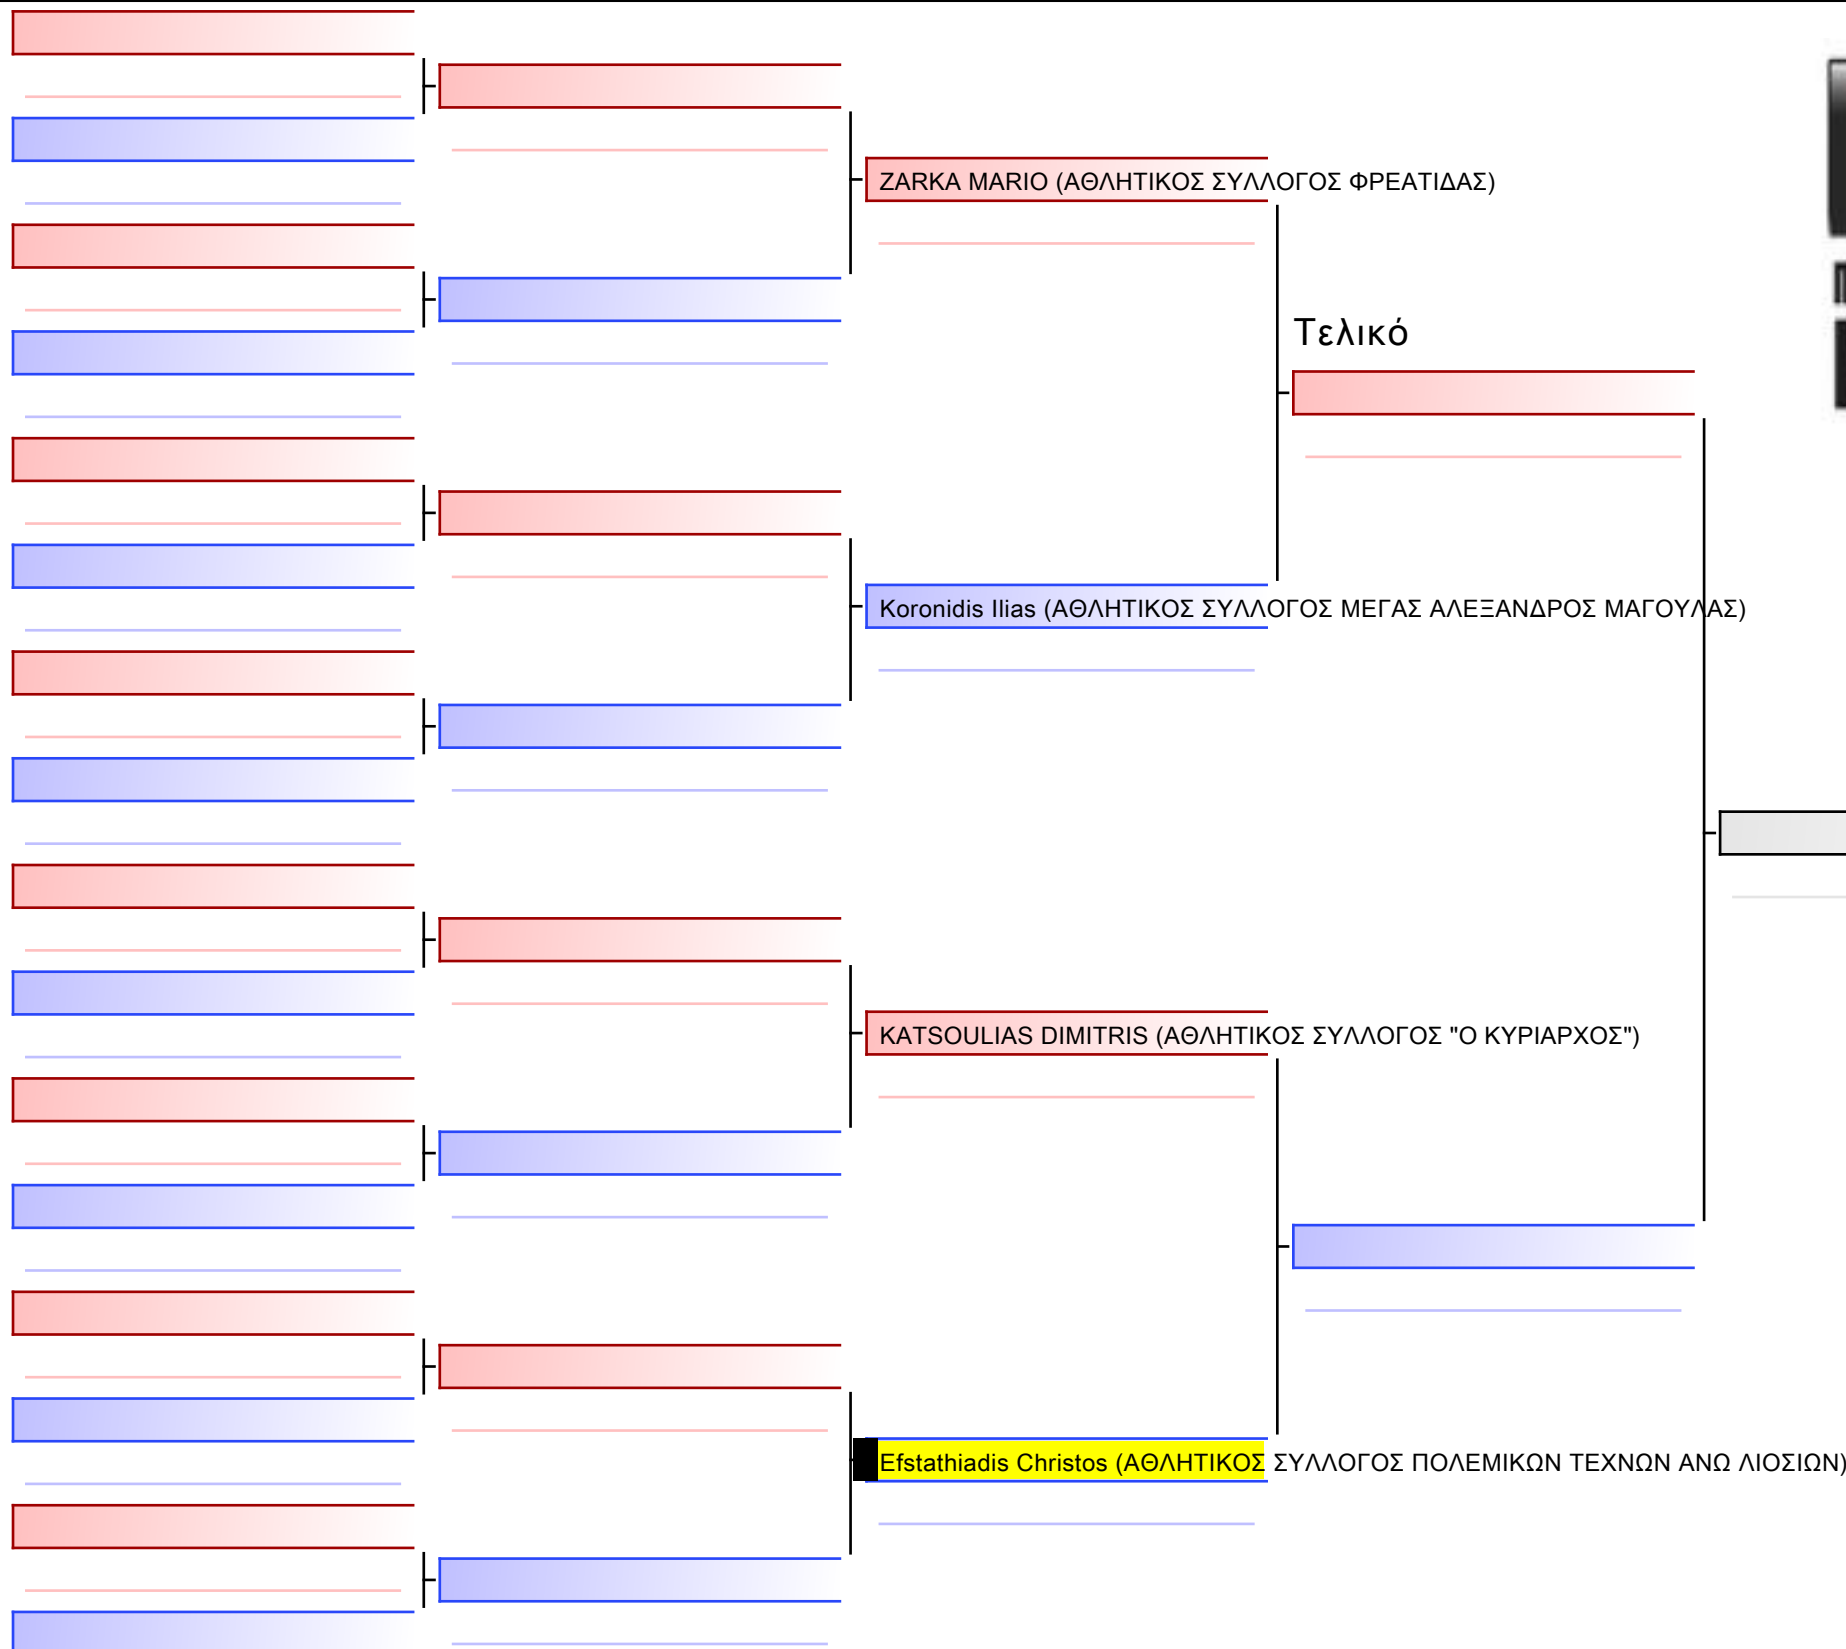 ZARKA MARIO (ΑΘΛΗΤΙΚΟΣ ΣΥΛΛΟΓΟΣ ΦΡΕΑΤΙΔΑΣ)
Τελικό
Koronidis Ilias (ΑΘΛΗΤΙΚΟΣ ΣΥΛΛΟΓΟΣ ΜΕΓΑΣ ΑΛΕΞΑΝΔΡΟΣ ΜΑΓΟΥΛΑΣ)
KATSOULIAS DIMITRIS (ΑΘΛΗΤΙΚΟΣ ΣΥΛΛΟΓΟΣ "Ο ΚΥΡΙΑΡΧΟΣ")
Efstathiadis Christos (ΑΘΛΗΤΙΚΟΣ ΣΥΛΛΟΓΟΣ ΠΟΛΕΜΙΚΩΝ ΤΕΧΝΩΝ ΑΝΩ ΛΙΟΣΙΩΝ)